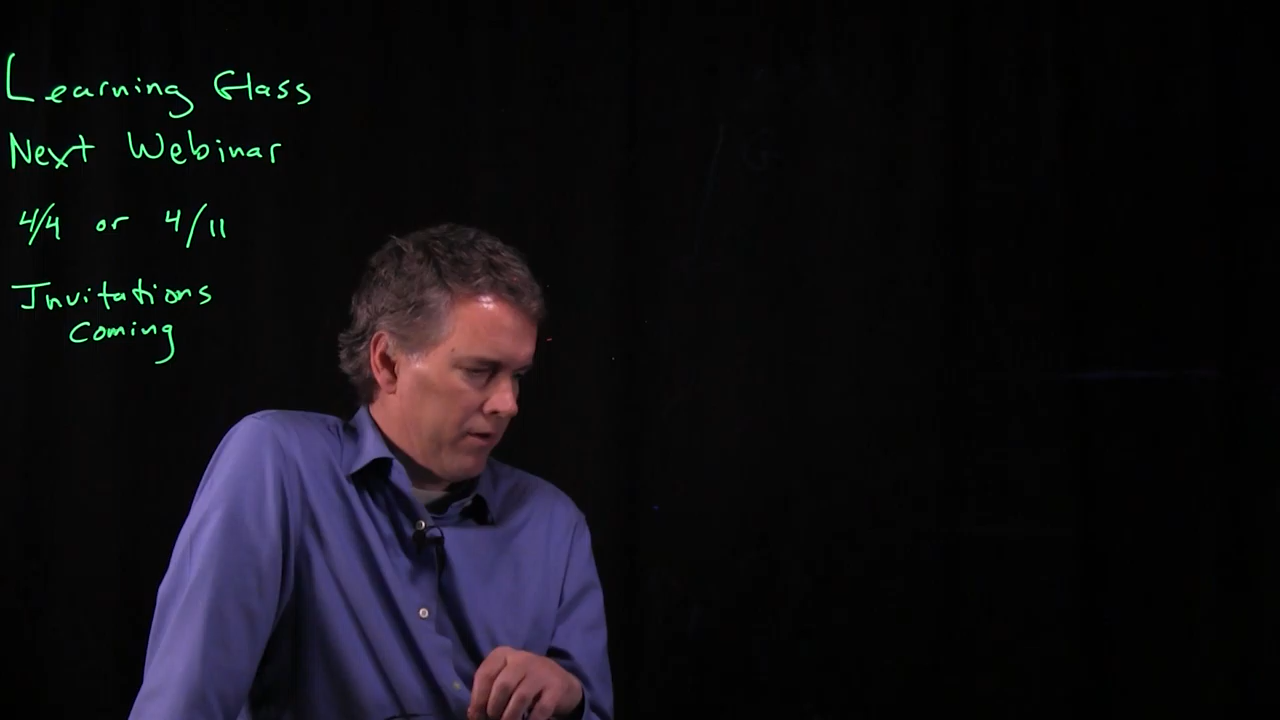 Learning Glass
Next Webinar
4/4 or 4/11
Invitations
Coming